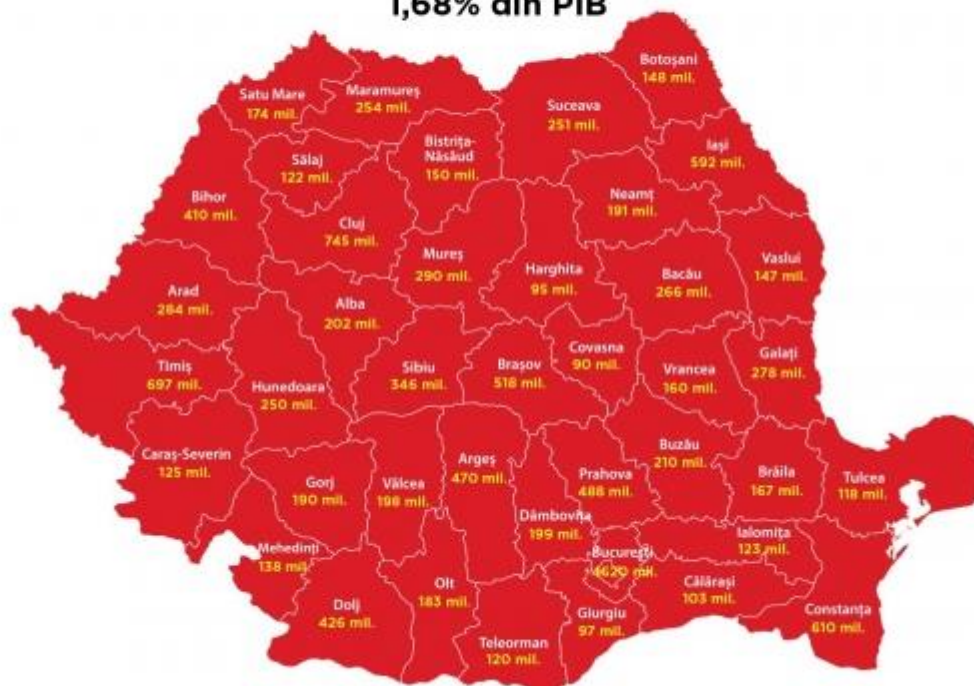 1,68% din PIB
Botoșani
148 mil.
Satu Mare
174 mil.
Maramureș
254 mil.
Suceava
251 mil.
Iași
592 mil.
Bistrița-
Năsăud
150 mil.
Sălaj
122 mil.
Neamț
191 mil.
Bihor
410 mil.
Cluj
745 mil.
Mureș
290 mil.
Harghita
95 mil.
Bacău
266 mil.
Vaslui
147 mil.
Arad
284 mil.
Alba
202 mil.
Timiș
697 mil.
Hunedoara
250 mil.
Sibiu
346 mil.
Brașov
518 mil.
Covasna
90 mil.
Vrancea
160 mil.
Galați
278 mil.
Caraș-Severin
125 mil.
Gorj
190 mil.
Vâlcea
198 mil.
Argeș
470 mil.
Prahova
488 mil.
Buzău
210 mil.
Brăila
167 mil.
Tulcea
118 mil.
Dâmbovița
199 mil.
Ialomița
123 mil.
Mehedinți
138 mil
București
4620 mil.
Călărași
103 mil.
Dolj
426 mil.
Olt
183 mil.
Giurgiu
97 mil.
Constanța
610 mil.
Teleorman
120 mil.